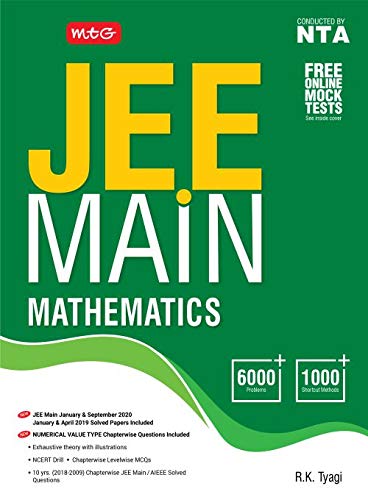 mtG
CONDUCTED BY
NTA
FREE
ONLINE
MOCK
TESTS
See inside cover
JEE
MAiN
MATHEMATICS
6000+
Problems
1000+
Shortcut Methods
NEW JEE Main January & September 2020
January & April 2019 Solved Papers Included
NEW NUMERICAL VALUE TYPE Chapterwise Questions Included
• Exhaustive theory with illustrations
• NCERT Drill • Chapterwise Levelwise MCQs
• 10 yrs. (2018-2009) Chapterwise JEE Main / AIEEE Solved
Questions
R.K. Tyagi